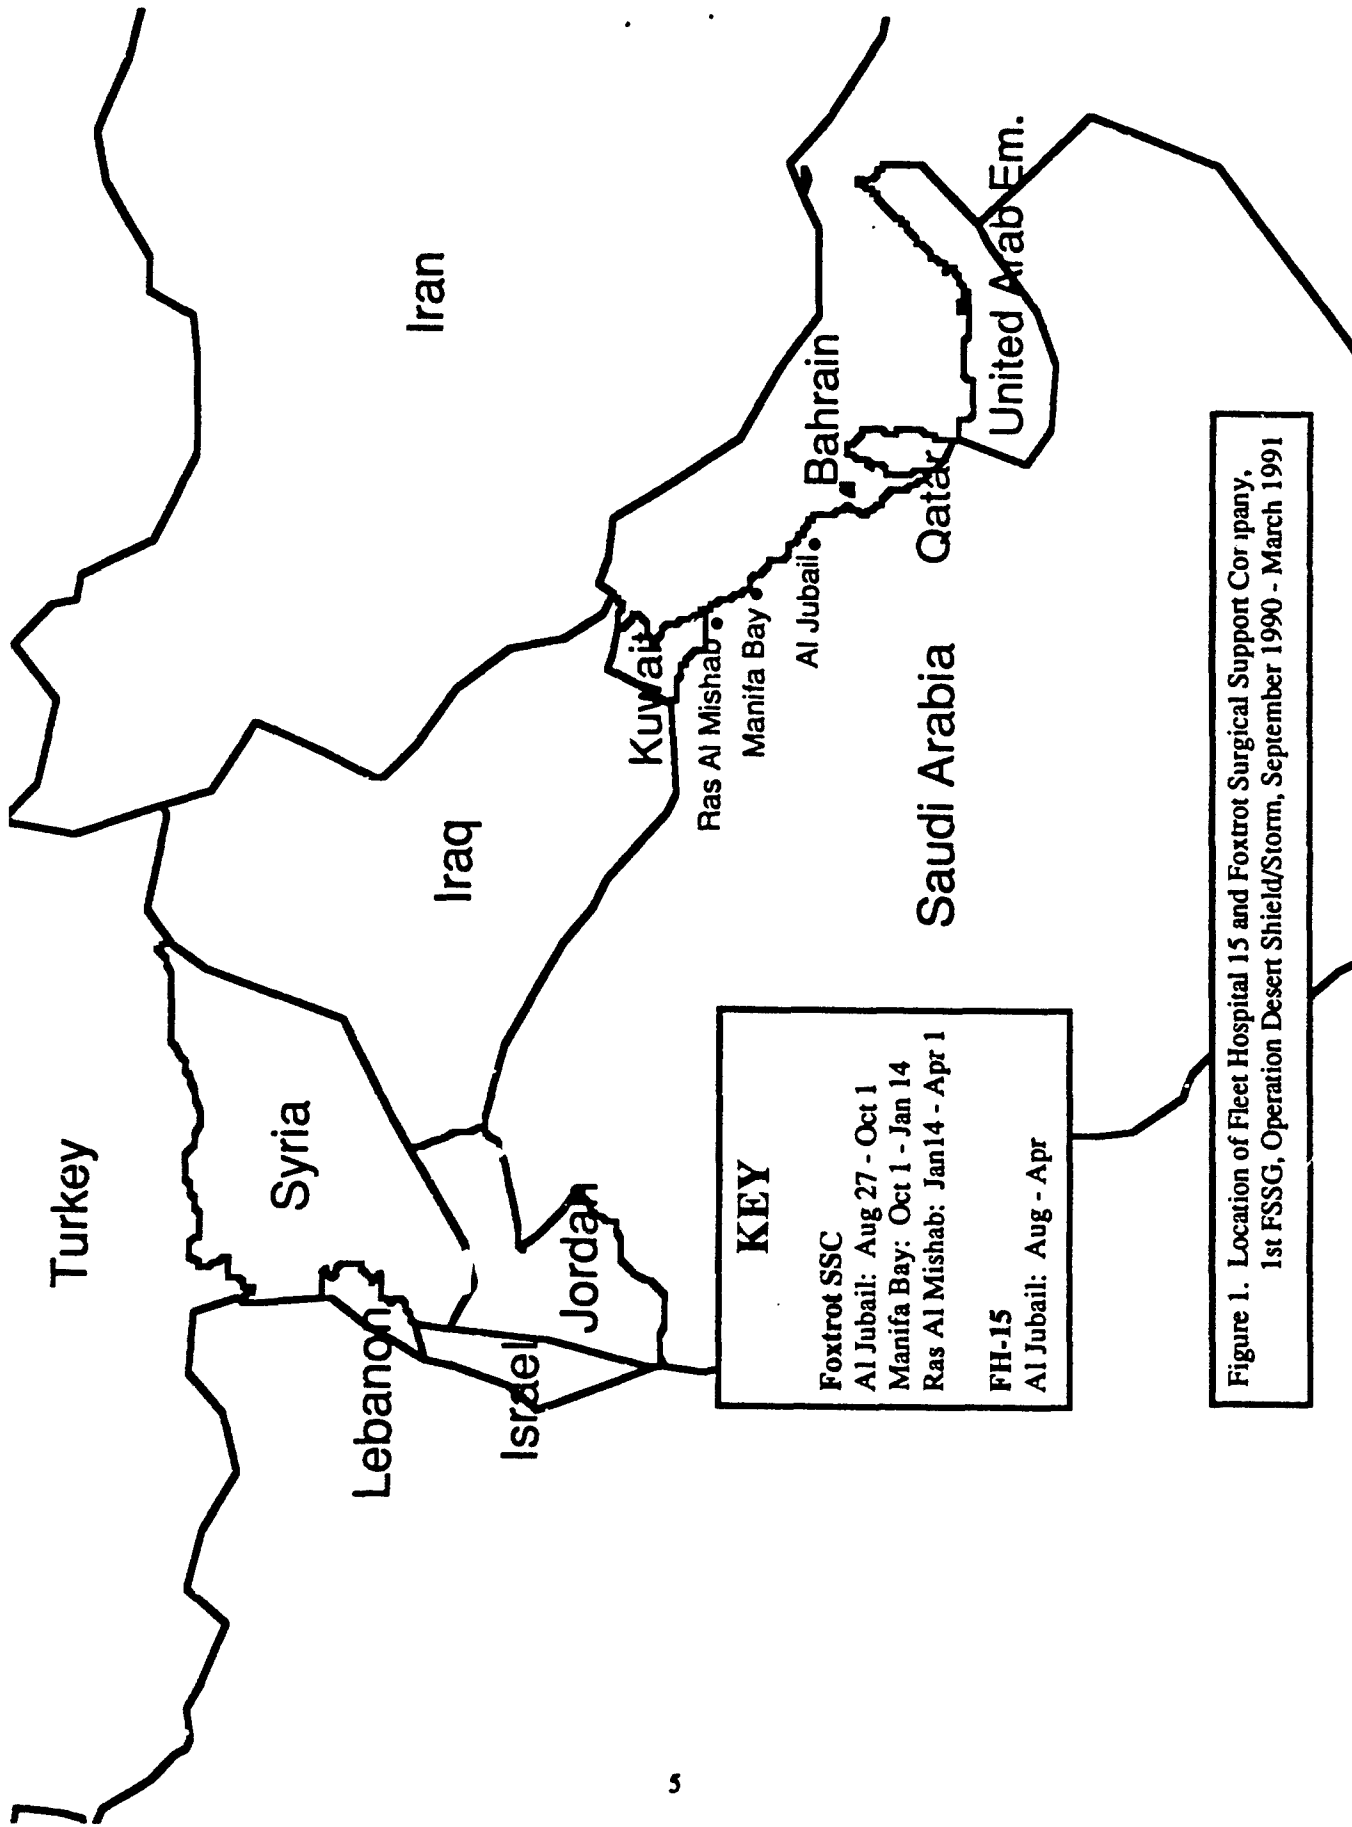 Turkey
Syria
Lebanon
Israel
Jordan
Iraq
Iran
Kuwait
Ras Al Mishab
Manifa Bay
Al Jubail
Bahrain
Qatar
United Arab Em.
Saudi Arabia
KEY
Foxtrot SSC
Al Jubail: Aug 27 - Oct 1
Manifa Bay: Oct 1 - Jan 14
Ras Al Mishab: Jan14 - Apr 1
FH-15
Al Jubail: Aug - Apr
Figure 1. Location of Fleet Hospital 15 and Foxtrot Surgical Support Company,
1st FSSG, Operation Desert Shield/Storm, September 1990 - March 1991
5